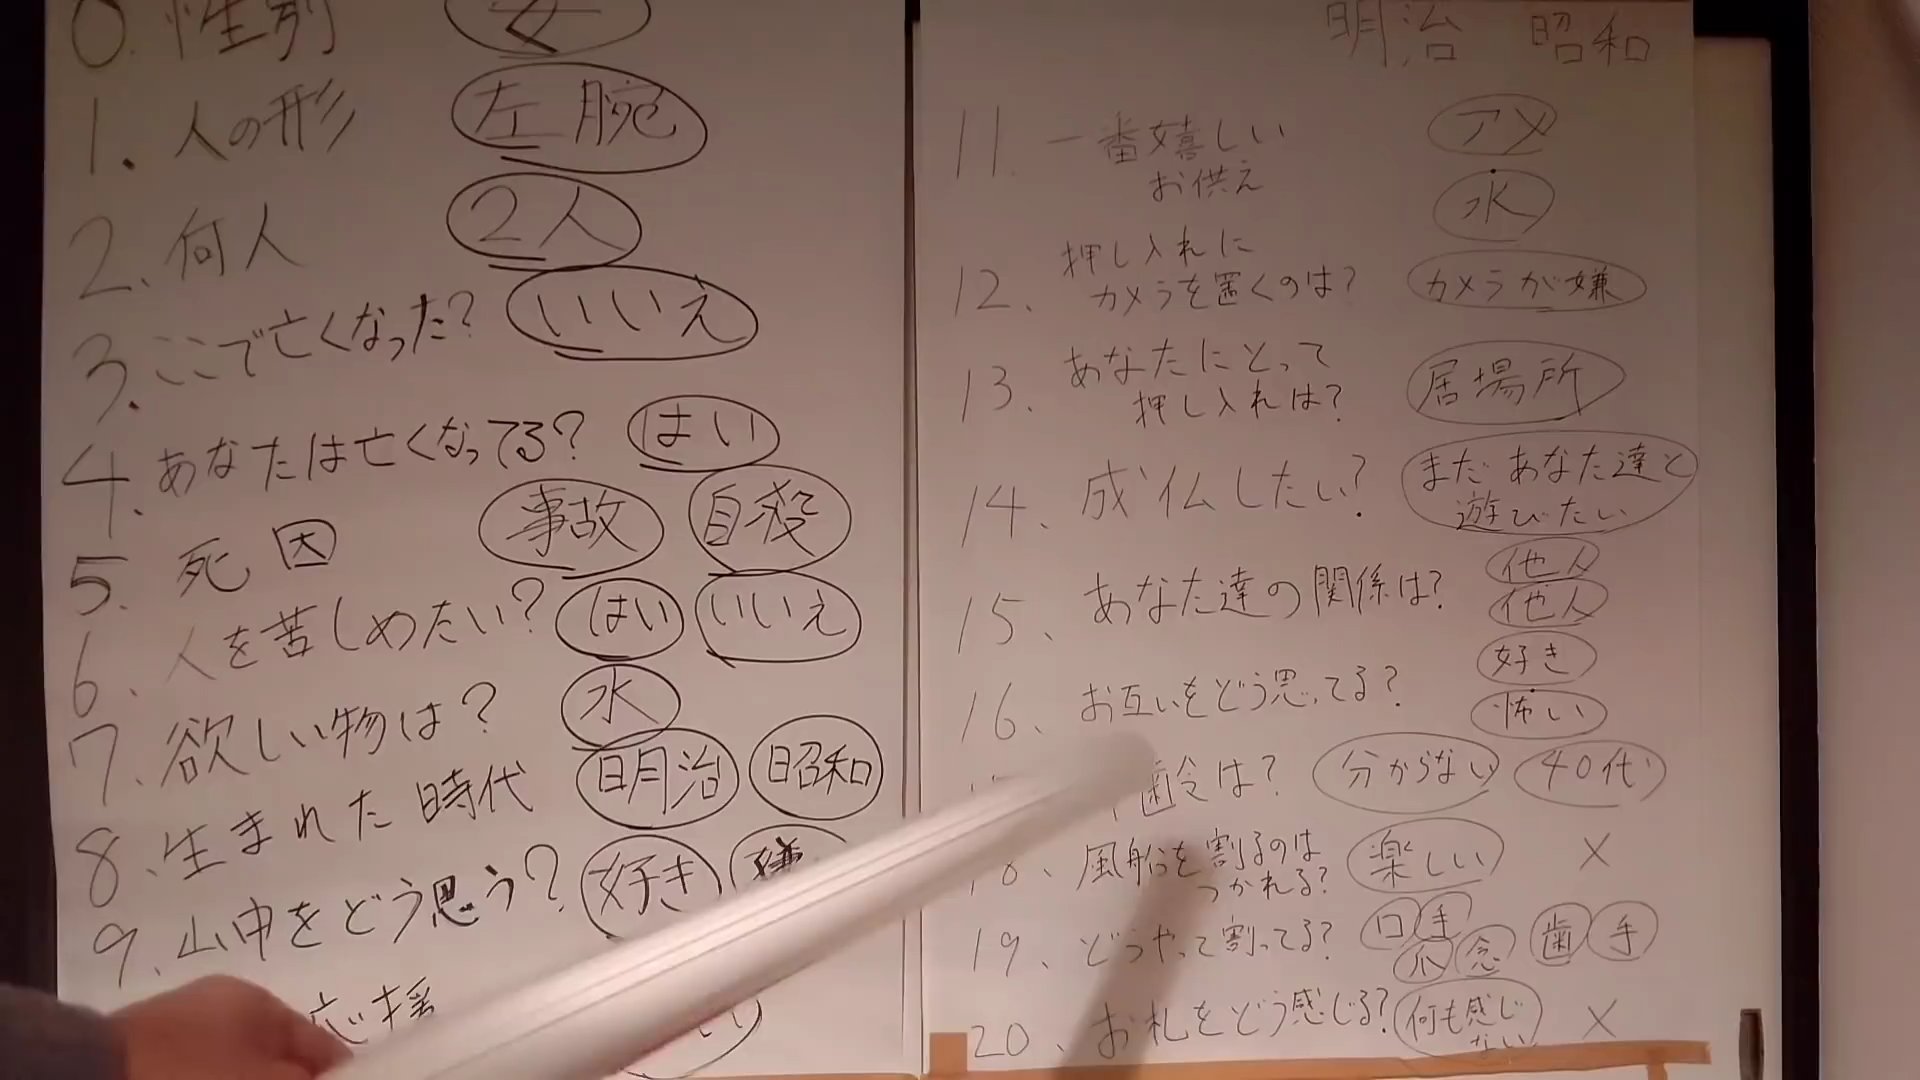 0. 性別 女
1. 人の形 左腕
2. 何人 2人
3. ここで亡くなった? いいえ
4. あなたは亡くなってる? はい
5. 死因 事故 自殺
6. 人を苦しめたい? はい いいえ
7. 欲しい物は? 水
8. 生まれた時代 明治 昭和
9. 山中をどう思う? 好き
応援
明治 昭和
11. 一番嬉しい アメ
お供え 水
12. 押し入れに
カメラを置くのは? カメラが嫌
13. あなたにとって 居場所
押し入れは?
14. 成仏したい? まだあなた達と
遊びたい
15. あなた達の関係は? 他人
他人
16. お互いをどう思ってる? 好き
怖い
齢は? 分からない 40代
風船を割るのは 楽しい ×
つかれる?
19. どうやって割ってる? 口 手 爪 念 歯 手
20. お札をどう感じる? 何も感じ ×
ない